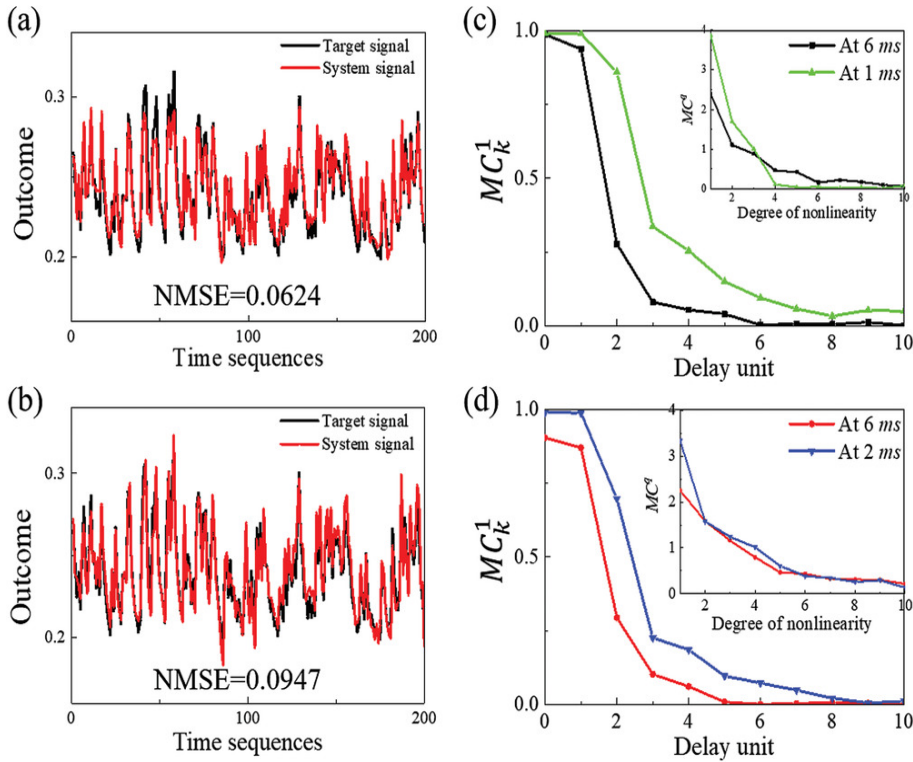 (a)
0.3
0.2
Outcome
Target signal
System signal
NMSE=0.0624
0 100 200
Time sequences
(b)
0.3
0.2
Outcome
Target signal
System signal
NMSE=0.0947
0 100 200
Time sequences
(c)
1.0
0.5
0.0
MC_k^1
At 6 ms
At 1 ms
4
3
2
1
0
MC^q
2 4 6 8 10
Degree of nonlinearity
0 2 4 6 8 10
Delay unit
(d)
1.0
0.5
0.0
MC_k^1
At 6 ms
At 2 ms
4
3
2
1
0
MC^q
2 4 6 8 10
Degree of nonlinearity
0 2 4 6 8 10
Delay unit